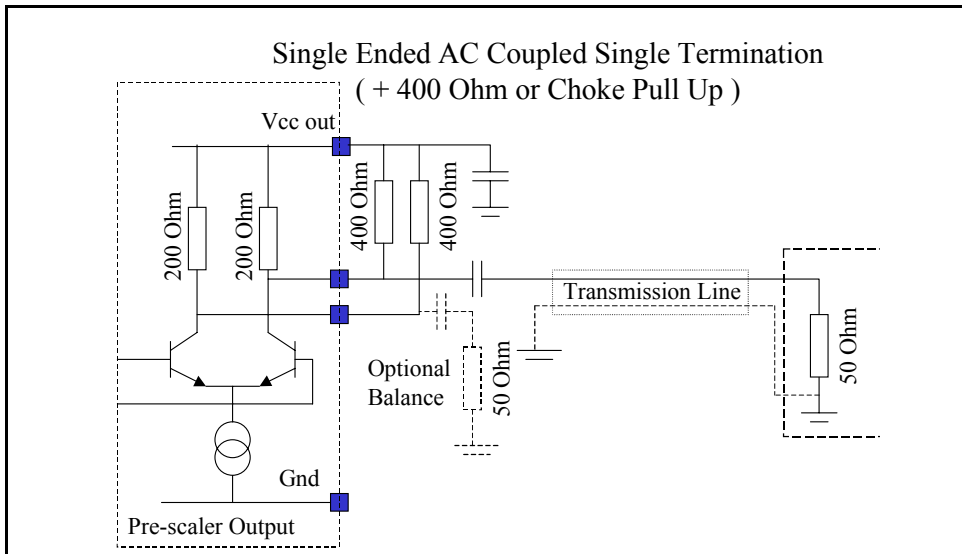 Single Ended AC Coupled Single Termination
( + 400 Ohm or Choke Pull Up )
Vcc out
200 Ohm
200 Ohm
400 Ohm
400 Ohm
Transmission Line
Optional
Balance
50 Ohm
50 Ohm
Gnd
Pre-scaler Output